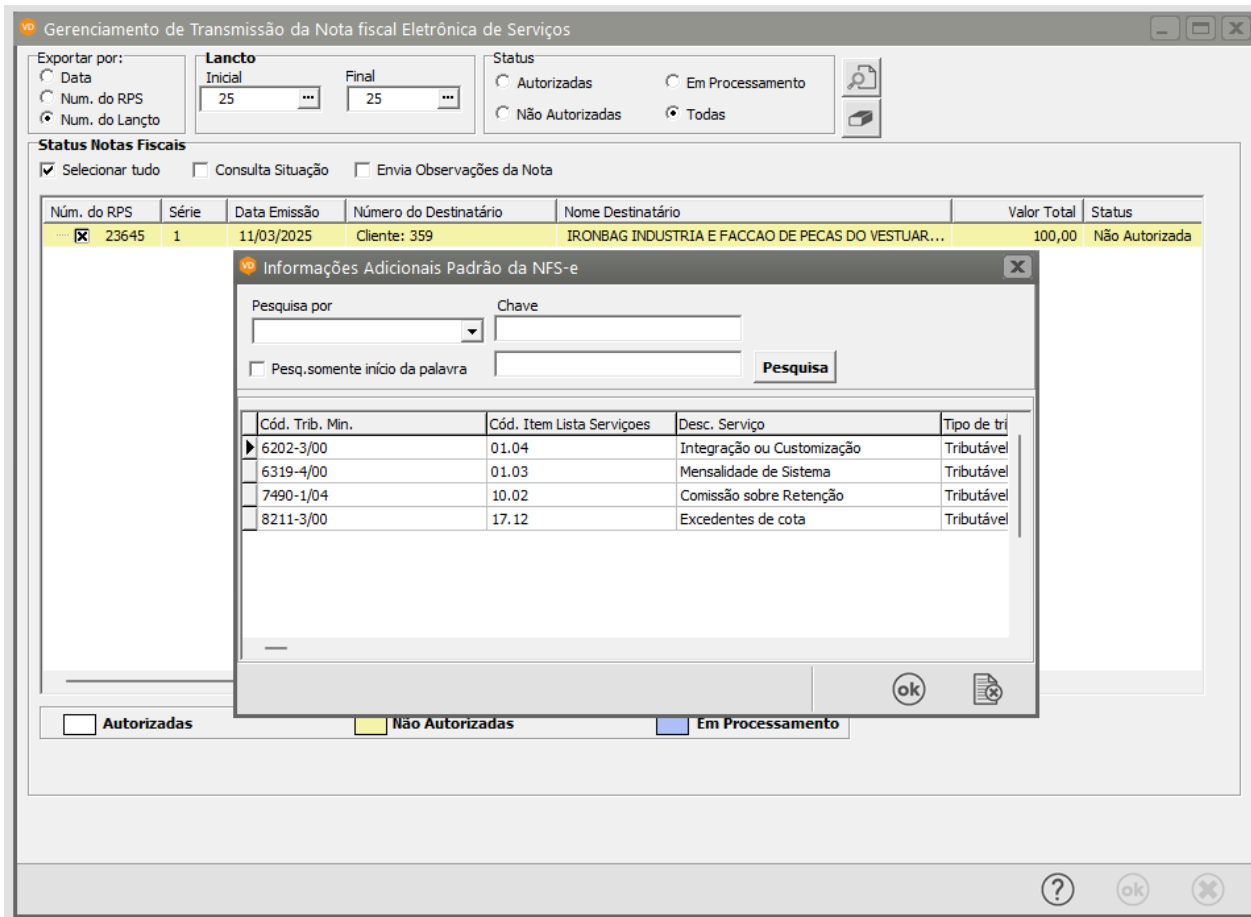 VD Gerenciamento de Transmissão da Nota fiscal Eletrônica de Serviços
Exportar por:
Data
Num. do RPS
Num. do Lançto
Lancto
Inicial Final
25 ... 25 ...
Status
Autorizadas Em Processamento
Não Autorizadas Todas
Status Notas Fiscais
Selecionar tudo Consulta Situação Envia Observações da Nota
Núm. do RPS Série Data Emissão Número do Destinatário Nome Destinatário Valor Total Status
23645 1 11/03/2025 Cliente: 359 IRONBAG INDUSTRIA E FACCAO DE PECAS DO VESTUAR... 100,00 Não Autorizada
VD Informações Adicionais Padrão da NFS-e
Pesquisa por Chave
Pesq.somente início da palavra Pesquisa
Cód. Trib. Min. Cód. Item Lista Serviçoes Desc. Serviço Tipo de tri
6202-3/00 01.04 Integração ou Customização Tributável
6319-4/00 01.03 Mensalidade de Sistema Tributável
7490-1/04 10.02 Comissão sobre Retenção Tributável
8211-3/00 17.12 Excedentes de cota Tributável
ok
Autorizadas Não Autorizadas Em Processamento
? ok